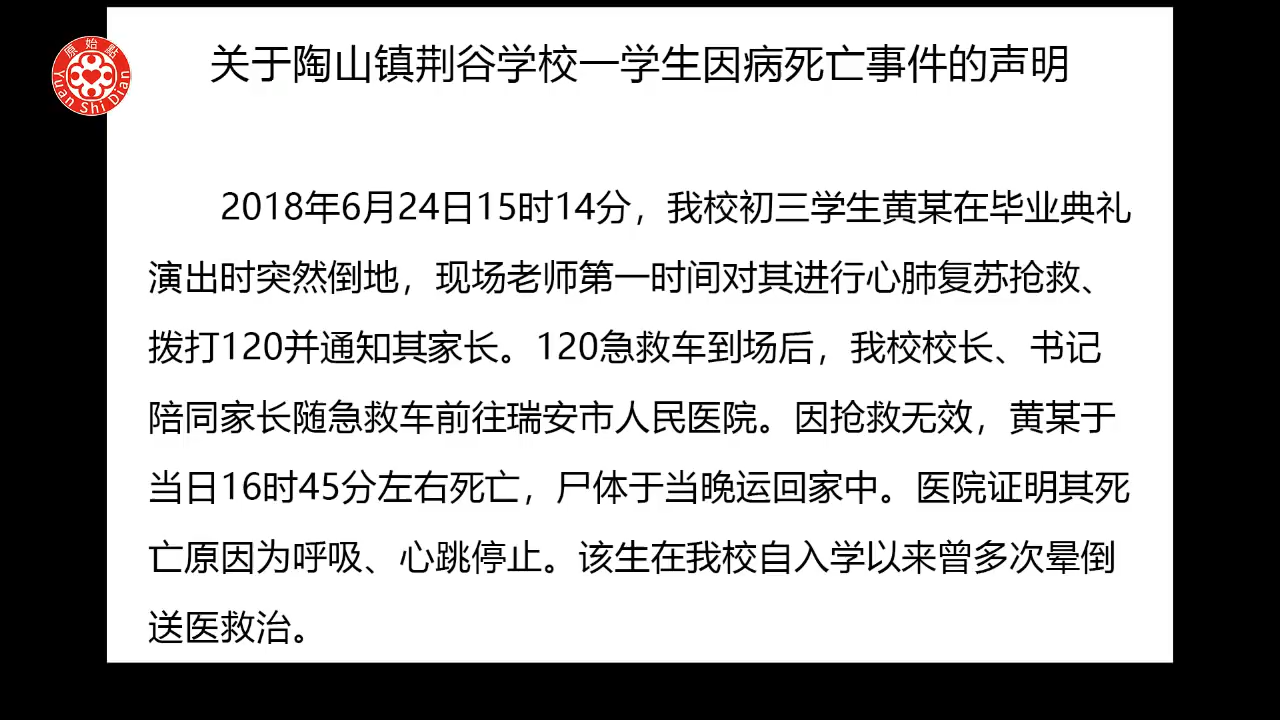 原始點
Yuan Shi Dian
关于陶山镇荆谷学校一学生因病死亡事件的声明
2018年6月24日15时14分，我校初三学生黄某在毕业典礼
演出时突然倒地，现场老师第一时间对其进行心肺复苏抢救、
拨打120并通知其家长。120急救车到场后，我校校长、书记
陪同家长随急救车前往瑞安市人民医院。因抢救无效，黄某于
当日16时45分左右死亡，尸体于当晚运回家中。医院证明其死
亡原因为呼吸、心跳停止。该生在我校自入学以来曾多次晕倒
送医救治。